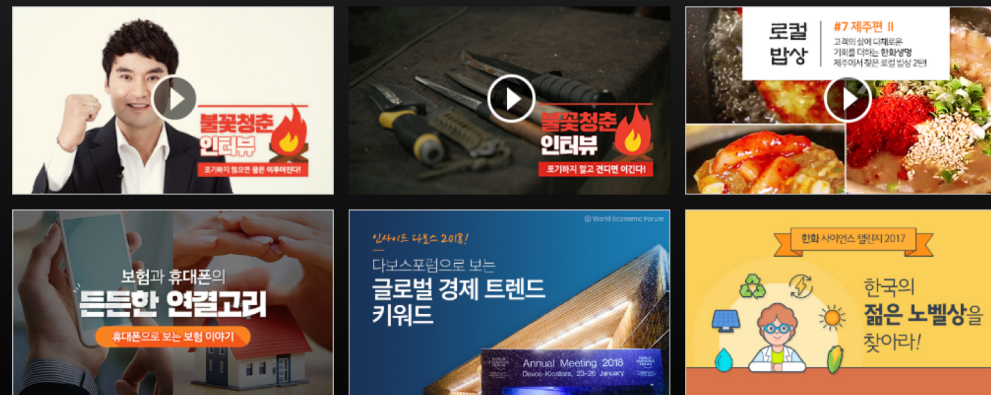 불꽃청춘
인터뷰
포기하지 않으면 꿈은 이루어진다!
불꽃청춘
인터뷰
포기하지 말고 견디면 이긴다!
로컬
밥상
#7 제주편 II
고객의 삶에 다채로운
기회를 더하는 한화생명
제주에서 찾은 로컬 밥상 2탄!
보험과 휴대폰의
든든한 연결고리
휴대폰으로 보는 보험 이야기
© World Economic Forum
인사이드 다보스 2018!
다보스포럼으로 보는
글로벌 경제 트렌드
키워드
Annual Meeting 2018
Davos-Klosters, 23-26 January
한화 사이언스 챌린지 2017
한국의
젊은 노벨상을
찾아라!